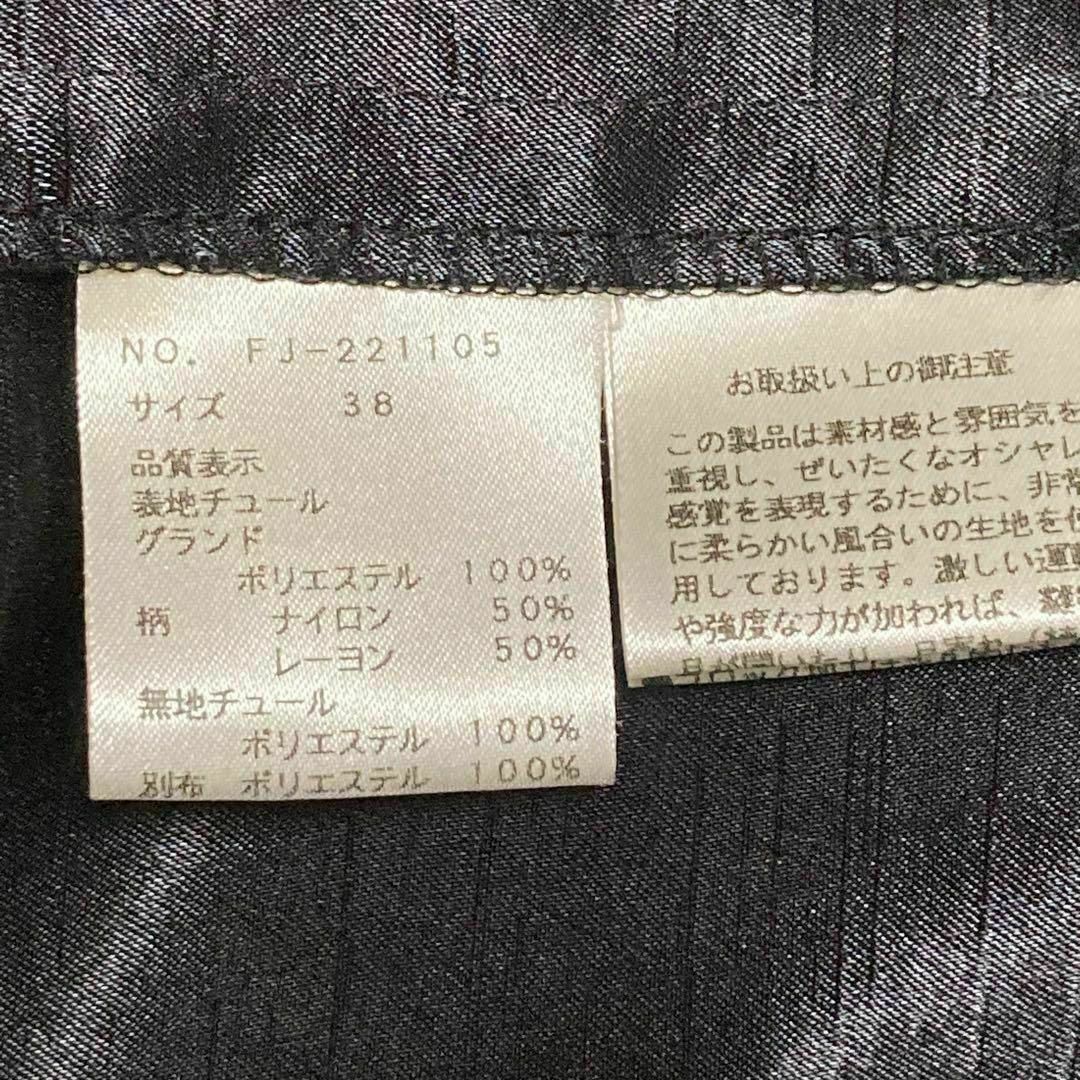 NO. FJ-221105
サイズ 38
品質表示
表地チュール
グランド
ポリエステル 100%
柄 ナイロン 50%
レーヨン 50%
無地チュール
ポリエステル 100%
別布 ポリエステル 100%
お取扱い上の御注意
この製品は素材感と雰囲気を
重視し、ぜいたくなオシャレ
感覚を表現するために、非常
に柔らかい風合いの生地を使
用しております。激しい運動
や強度な力が加われば、縫